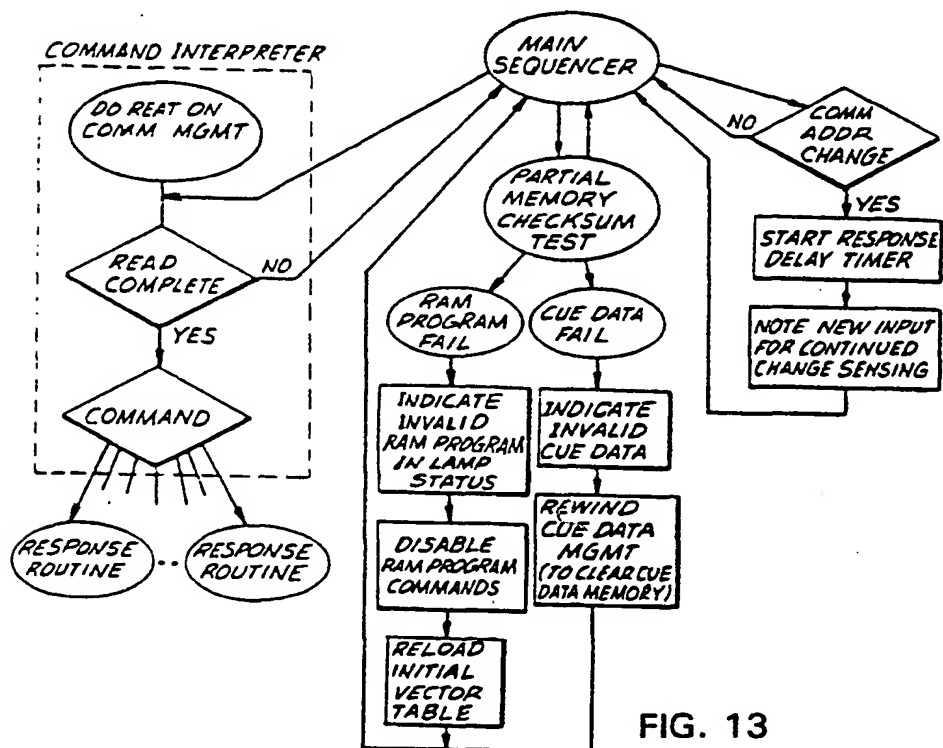 COMMAND INTERPRETER
DO REAT ON
COMM MGMT
READ
COMPLETE
NO
YES
COMMAND
RESPONSE
ROUTINE
..
RESPONSE
ROUTINE
MAIN
SEQUENCER
PARTIAL
MEMORY
CHECKSUM
TEST
RAM
PROGRAM
FAIL
INDICATE
INVALID
RAM PROGRAM
IN LAMP
STATUS
DISABLE
RAM PROGRAM
COMMANDS
RELOAD
INITIAL
VECTOR
TABLE
CUE DATA
FAIL
INDICATE
INVALID
CUE DATA
REWIND
CUE DATA
MGMT
(TO CLEAR CUE
DATA MEMORY)
COMM
ADDR
CHANGE
NO
YES
START RESPONSE
DELAY TIMER
NOTE NEW INPUT
FOR CONTINUED
CHANGE SENSING
FIG. 13